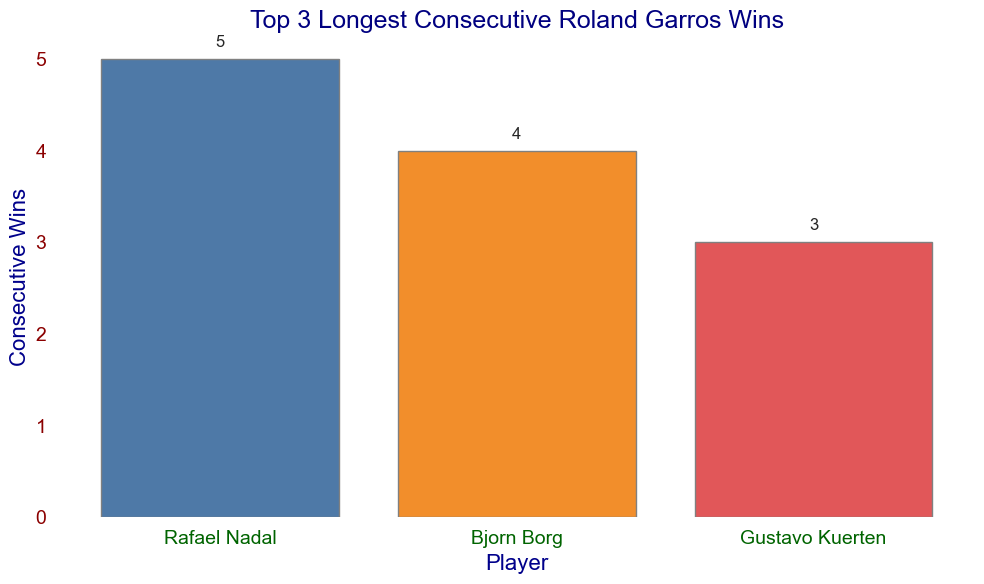 Top 3 Longest Consecutive Roland Garros Wins
5
4
3
Consecutive Wins
5
4
3
2
1
0
Rafael Nadal
Bjorn Borg
Gustavo Kuerten
Player